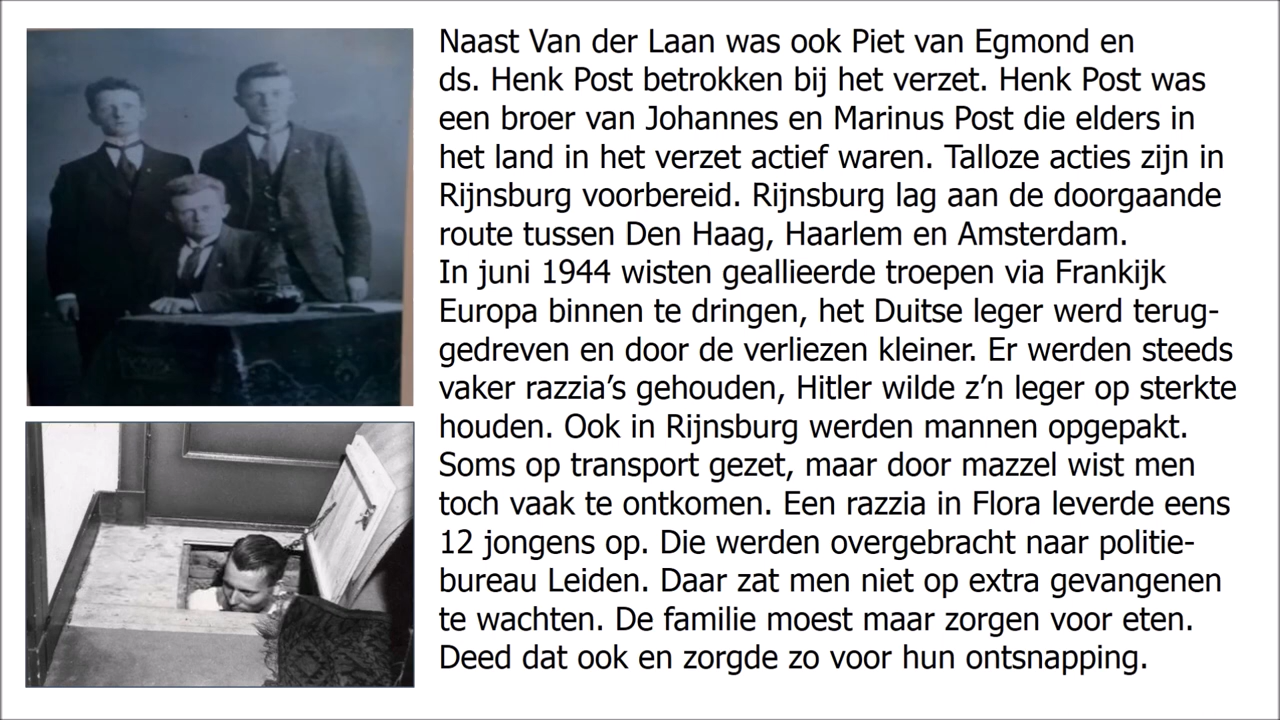 Naast Van der Laan was ook Piet van Egmond en
ds. Henk Post betrokken bij het verzet. Henk Post was
een broer van Johannes en Marinus Post die elders in
het land in het verzet actief waren. Talloze acties zijn in
Rijnsburg voorbereid. Rijnsburg lag aan de doorgaande
route tussen Den Haag, Haarlem en Amsterdam.
In juni 1944 wisten geallieerde troepen via Frankijk
Europa binnen te dringen, het Duitse leger werd terug-
gedreven en door de verliezen kleiner. Er werden steeds
vaker razzia’s gehouden, Hitler wilde z’n leger op sterkte
houden. Ook in Rijnsburg werden mannen opgepakt.
Soms op transport gezet, maar door mazzel wist men
toch vaak te ontkomen. Een razzia in Flora leverde eens
12 jongens op. Die werden overgebracht naar politie-
bureau Leiden. Daar zat men niet op extra gevangenen
te wachten. De familie moest maar zorgen voor eten.
Deed dat ook en zorgde zo voor hun ontsnapping.